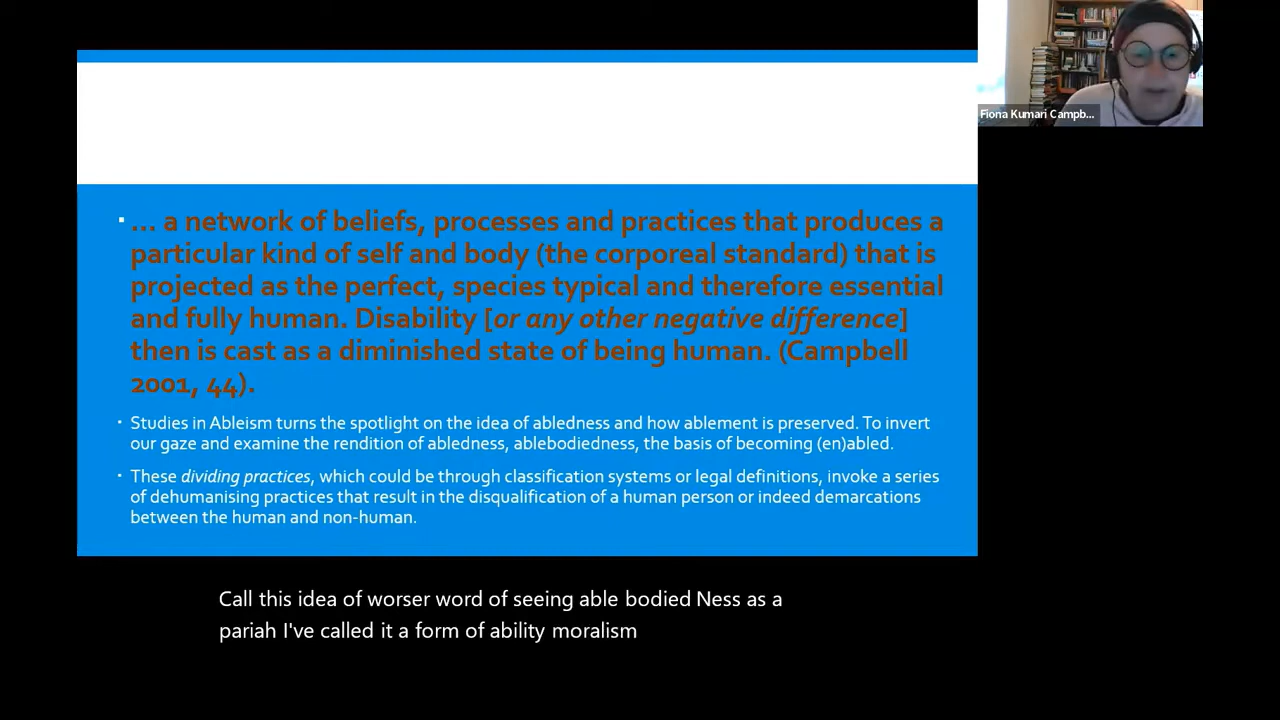 Fiona Kumari Campb...
... a network of beliefs, processes and practices that produces a
particular kind of self and body (the corporeal standard) that is
projected as the perfect, species typical and therefore essential
and fully human. Disability [or any other negative difference]
then is cast as a diminished state of being human. (Campbell
2001, 44).
Studies in Ableism turns the spotlight on the idea of abledness and how ablement is preserved. To invert
our gaze and examine the rendition of abledness, ablebodiedness, the basis of becoming (en)abled.
These dividing practices, which could be through classification systems or legal definitions, invoke a series
of dehumanising practices that result in the disqualification of a human person or indeed demarcations
between the human and non-human.
Call this idea of worser word of seeing able bodied Ness as a
pariah I've called it a form of ability moralism